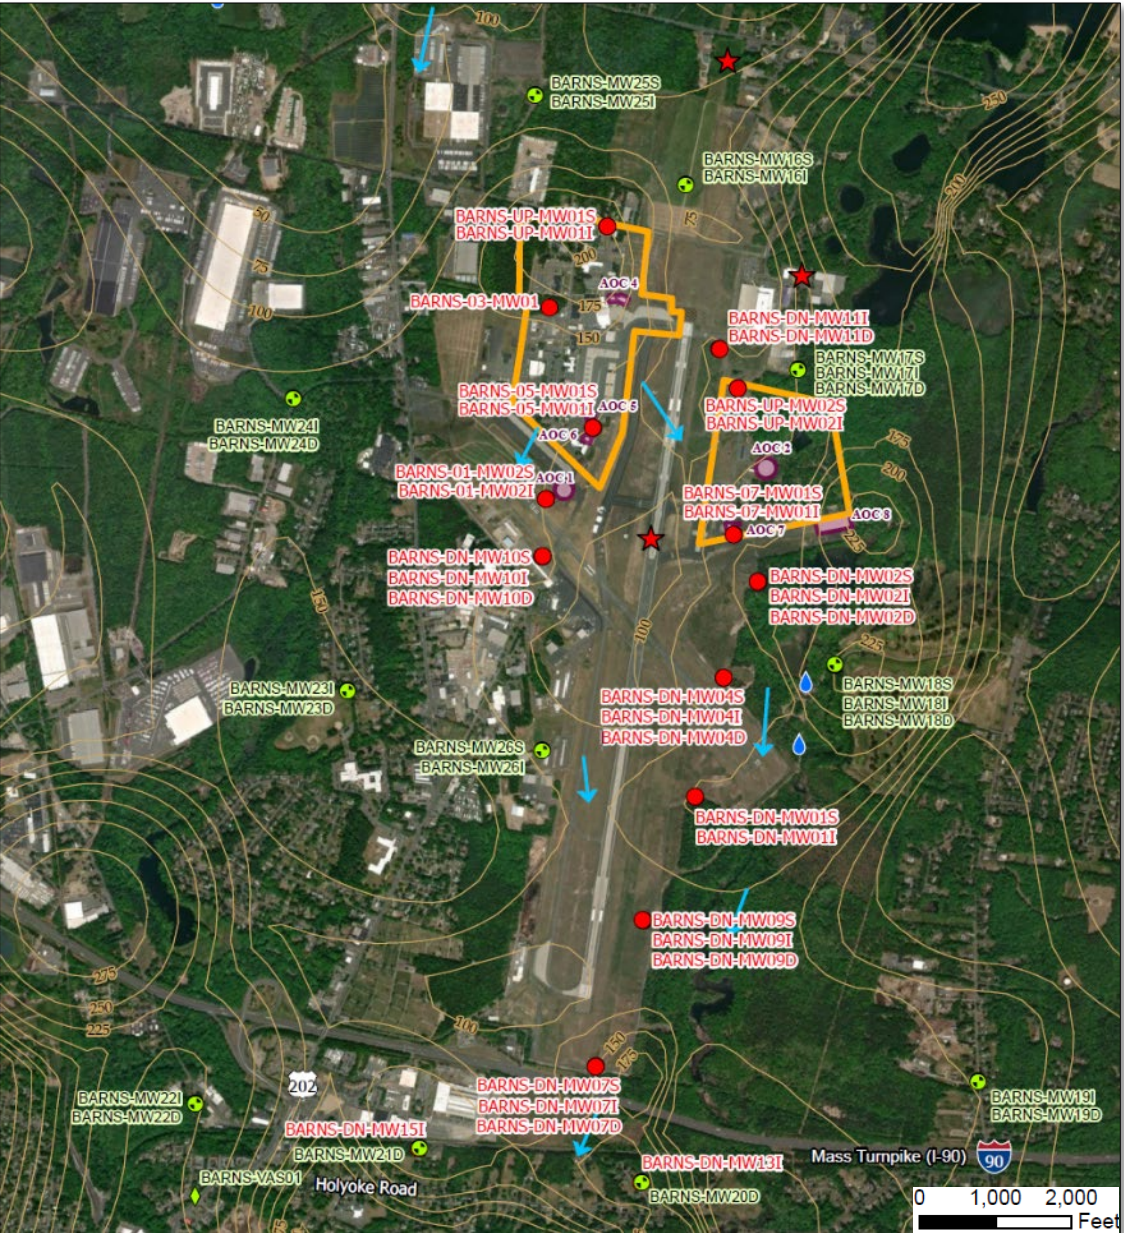 100
BARNS-MW25S
BARNS-MW25I
250
BARNS-MW16S
BARNS-MW16I
200
50
BARNS-UP-MW01S
BARNS-UP-MW01I
75
200
75
AOC 4
100
BARNS-03-MW01
175
150
BARNS-DN-MW11I
BARNS-DN-MW11D
BARNS-MW17S
BARNS-MW17I
BARNS-MW17D
BARNS-05-MW01S
BARNS-05-MW01I
AOC 5
BARNS-UP-MW02S
BARNS-UP-MW02I
BARNS-MW24I
BARNS-MW24D
AOC 6
AOC 2
175
200
BARNS-01-MW02S
BARNS-01-MW02I
AOC 1
BARNS-07-MW01S
BARNS-07-MW01I
AOC 7
AOC 8
225
BARNS-DN-MW10S
BARNS-DN-MW10I
BARNS-DN-MW10D
150
BARNS-DN-MW02S
BARNS-DN-MW02I
BARNS-DN-MW02D
100
225
BARNS-MW23I
BARNS-MW23D
BARNS-DN-MW04S
BARNS-DN-MW04I
BARNS-DN-MW04D
BARNS-MW18S
BARNS-MW18I
BARNS-MW18D
BARNS-MW26S
BARNS-MW26I
BARNS-DN-MW01S
BARNS-DN-MW01I
BARNS-DN-MW09S
BARNS-DN-MW09I
BARNS-DN-MW09D
275
250
225
100
150
175
202
BARNS-MW22I
BARNS-MW22D
BARNS-DN-MW07S
BARNS-DN-MW07I
BARNS-DN-MW07D
BARNS-MW19I
BARNS-MW19D
BARNS-DN-MW15I
BARNS-MW21D
BARNS-VAS01
Holyoke Road
BARNS-DN-MW13I
BARNS-MW20D
Mass Turnpike (I-90)
90
75
0 1,000 2,000
Feet